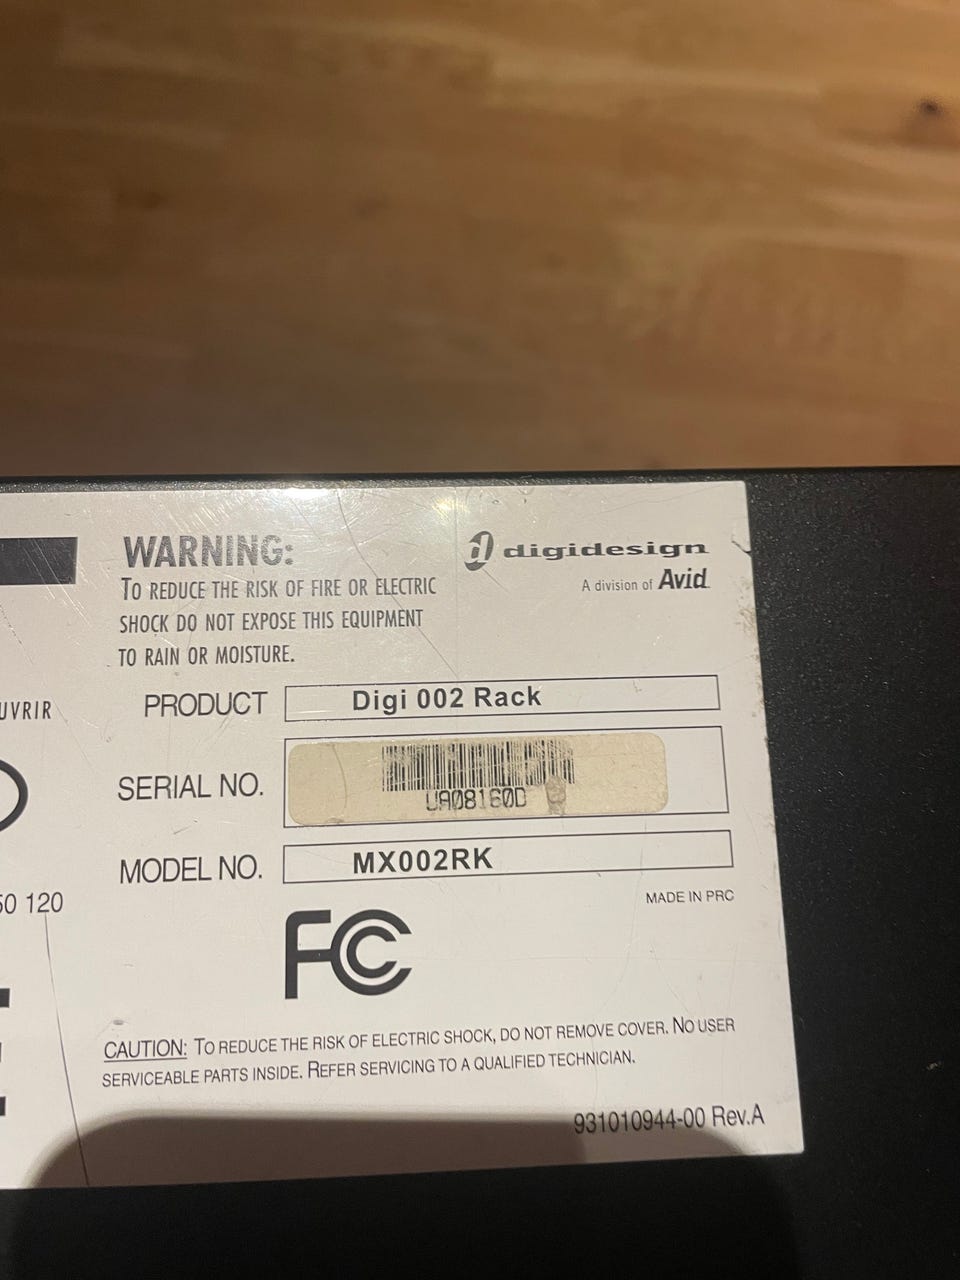 WARNING:
TO REDUCE THE RISK OF FIRE OR ELECTRIC
SHOCK DO NOT EXPOSE THIS EQUIPMENT
TO RAIN OR MOISTURE.
digidesign
A division of Avid
UVRIR
PRODUCT Digi 002 Rack
SERIAL NO. UA08160D
MODEL NO. MX002RK
50 120
MADE IN PRC
FC
CAUTION: TO REDUCE THE RISK OF ELECTRIC SHOCK, DO NOT REMOVE COVER. NO USER
SERVICEABLE PARTS INSIDE. REFER SERVICING TO A QUALIFIED TECHNICIAN.
931010944-00 Rev.A